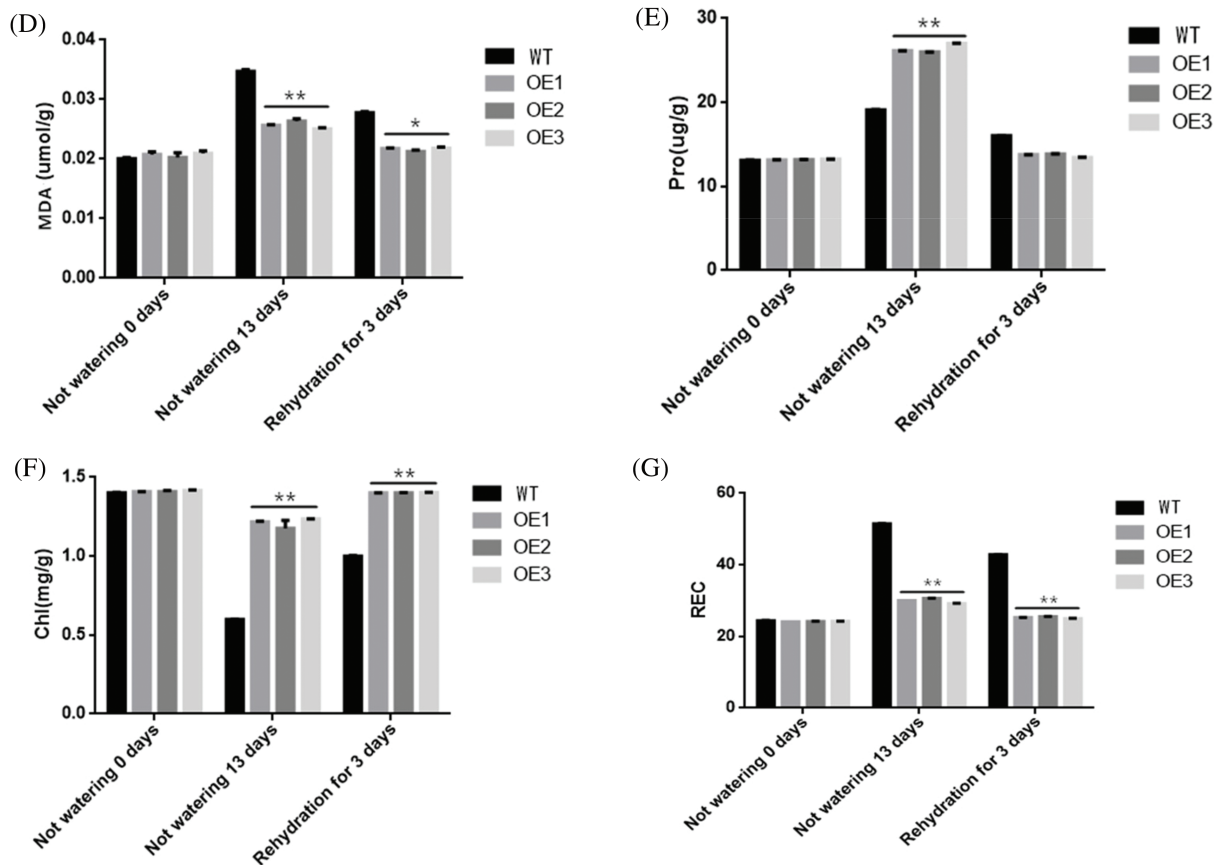 (D)
MDA (umol/g)
0.04
0.03
0.02
0.01
0.00
**
*
WT
OE1
OE2
OE3
Not watering 0 days
Not watering 13 days
Rehydration for 3 days
(E)
Pro(ug/g)
30
20
10
0
**
WT
OE1
OE2
OE3
Not watering 0 days
Not watering 13 days
Rehydration for 3 days
(F)
Chl(mg/g)
1.5
1.0
0.5
0.0
**
**
WT
OE1
OE2
OE3
Not watering 0 days
Not watering 13 days
Rehydration for 3 days
(G)
REC
60
40
20
0
**
**
WT
OE1
OE2
OE3
Not watering 0 days
Not watering 13 days
Rehydration for 3 days